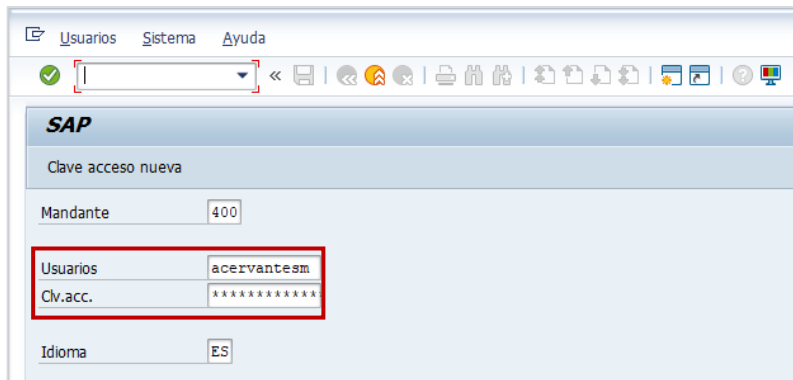 Usuarios Sistema Ayuda
SAP
Clave acceso nueva
Mandante 400
Usuarios acervantesm
Clv.acc. ************
Idioma ES